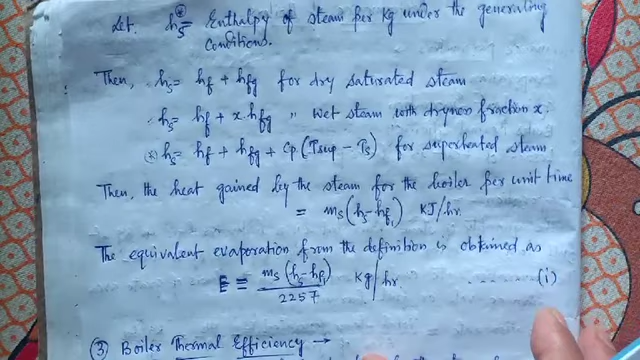 Let. hs = Enthalpy of steam per kg under the generating
Conditions.
Then, hs = hf + hfg for dry saturated steam
hs = hf + x. hfg " Wet steam with dryness fraction x.
(*) hs = hf + hfg + Cp (Tsup - Ts) for superheated steam.
Then, the heat gained by the steam for the boiler per unit time
= ms (hs - hf1) KJ/hr.
The equivalent evaporation from the definition is obtained as
E = ms (hs - hf1) / 2257 Kg/hr. ....... (i)
(3) Boiler Thermal Efficiency →